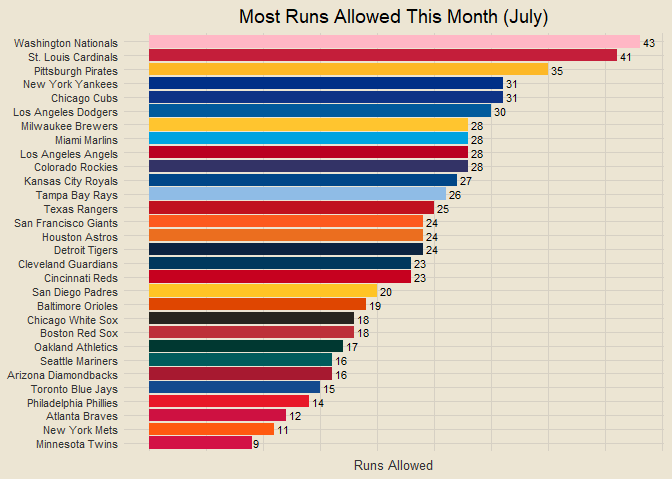 Most Runs Allowed This Month (July)
Washington Nationals 43
St. Louis Cardinals 41
Pittsburgh Pirates 35
New York Yankees 31
Chicago Cubs 31
Los Angeles Dodgers 30
Milwaukee Brewers 28
Miami Marlins 28
Los Angeles Angels 28
Colorado Rockies 28
Kansas City Royals 27
Tampa Bay Rays 26
Texas Rangers 25
San Francisco Giants 24
Houston Astros 24
Detroit Tigers 24
Cleveland Guardians 23
Cincinnati Reds 23
San Diego Padres 20
Baltimore Orioles 19
Chicago White Sox 18
Boston Red Sox 18
Oakland Athletics 17
Seattle Mariners 16
Arizona Diamondbacks 16
Toronto Blue Jays 15
Philadelphia Phillies 14
Atlanta Braves 12
New York Mets 11
Minnesota Twins 9
Runs Allowed